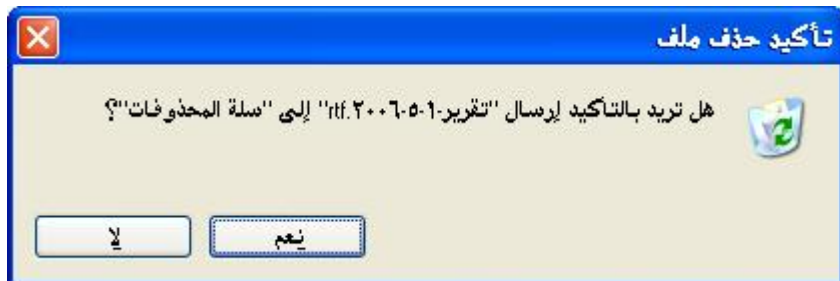 تأكيد حذف ملف
هل تريد بالتأكيد إرسال "تقرير-١-٥-٢٠٠٦.rtf" إلى "سلة المحذوفات"؟
نعم
لا